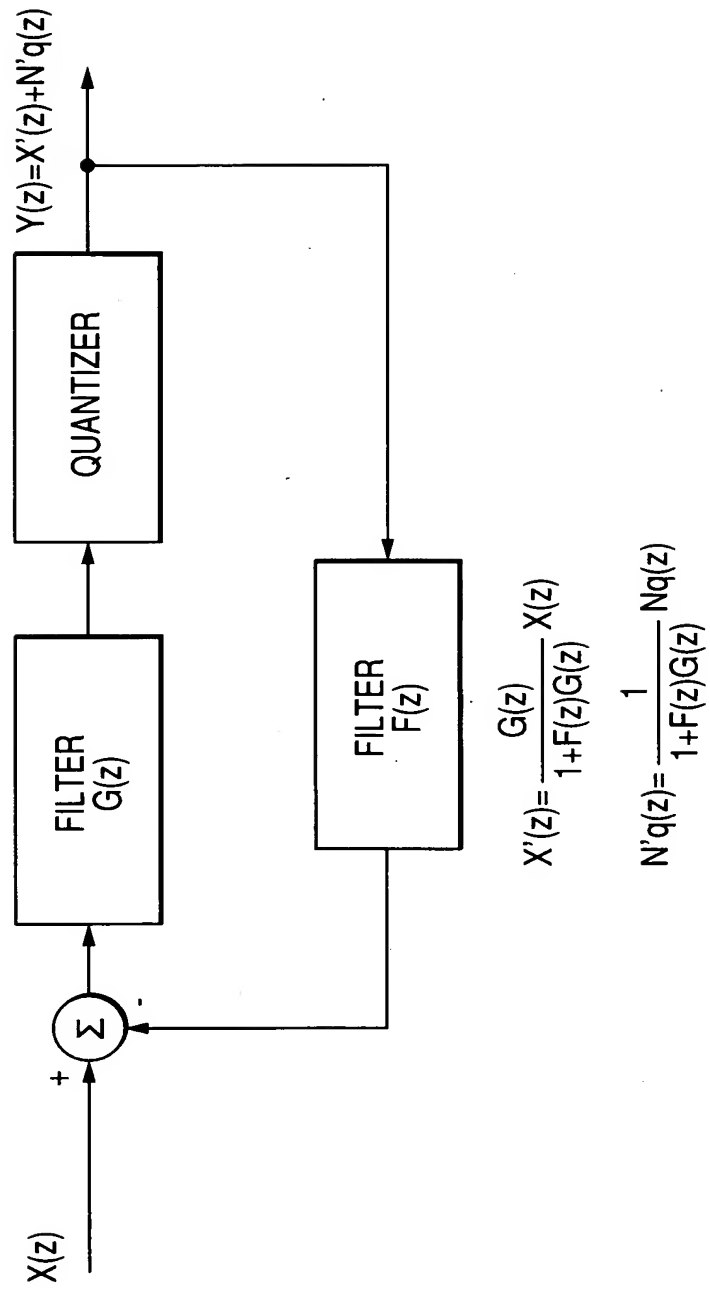 X(z)
+
Σ
-
FILTER
G(z)
QUANTIZER
Y(z)=X'(z)+N'q(z)
FILTER
F(z)
X'(z)= G(z) / 1+F(z)G(z) X(z)
N'q(z)= 1 / 1+F(z)G(z) Nq(z)